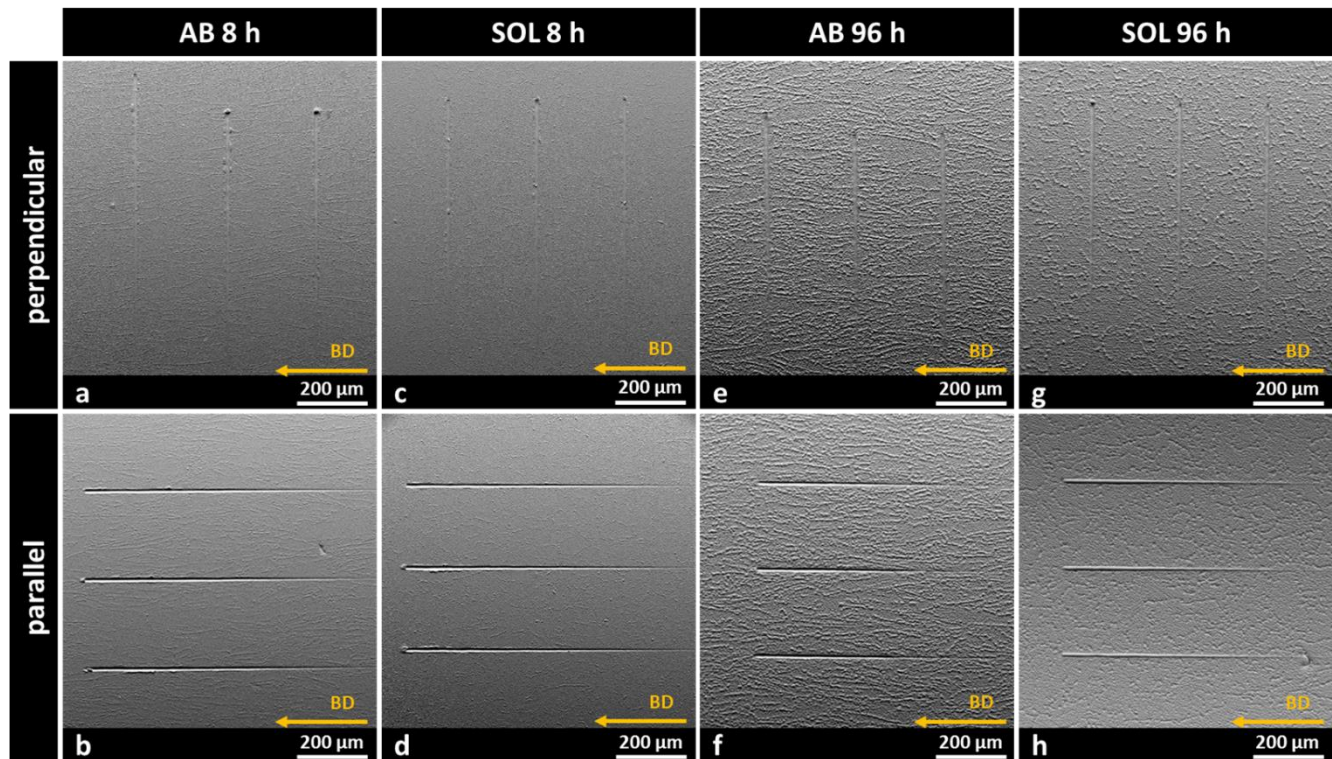 AB 8 h
SOL 8 h
AB 96 h
SOL 96 h
perpendicular
BD
BD
BD
BD
a
200 µm
c
200 µm
e
200 µm
g
200 µm
parallel
BD
BD
BD
BD
b
200 µm
d
200 µm
f
200 µm
h
200 µm